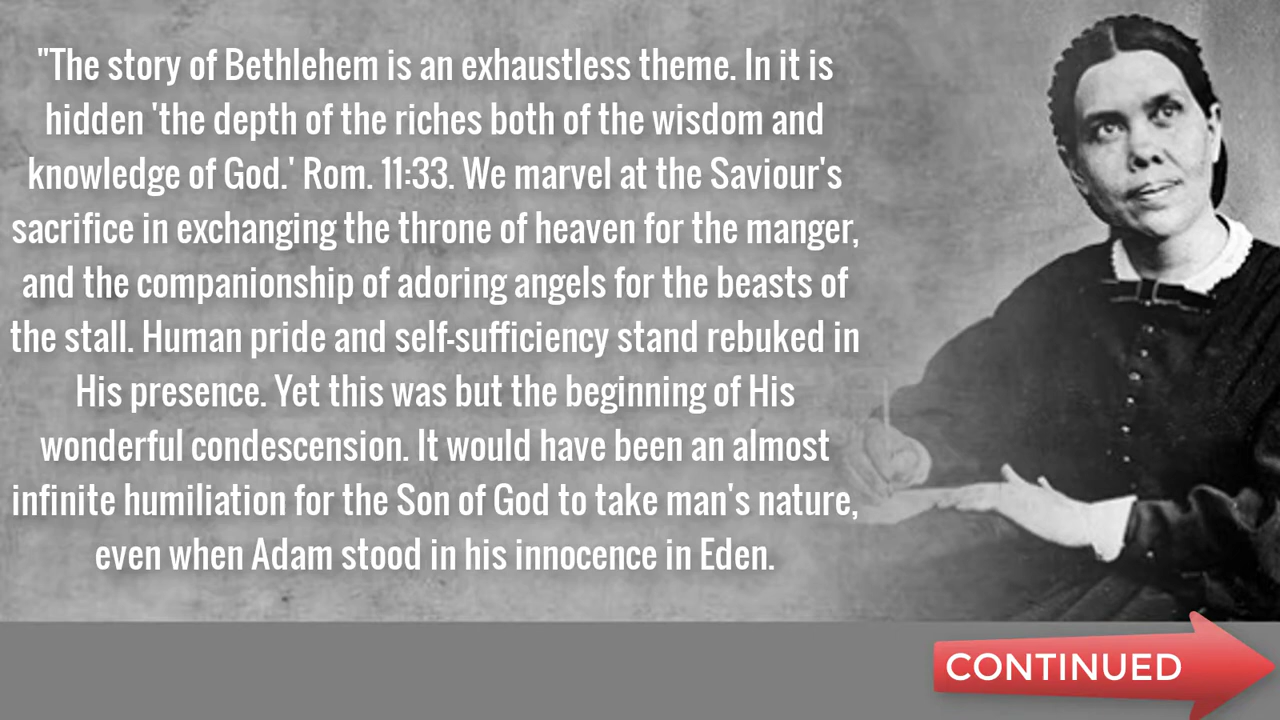 "The story of Bethlehem is an exhaustless theme. In it is
hidden 'the depth of the riches both of the wisdom and
knowledge of God.' Rom. 11:33. We marvel at the Saviour's
sacrifice in exchanging the throne of heaven for the manger,
and the companionship of adoring angels for the beasts of
the stall. Human pride and self-sufficiency stand rebuked in
His presence. Yet this was but the beginning of His
wonderful condescension. It would have been an almost
infinite humiliation for the Son of God to take man's nature,
even when Adam stood in his innocence in Eden.
CONTINUED